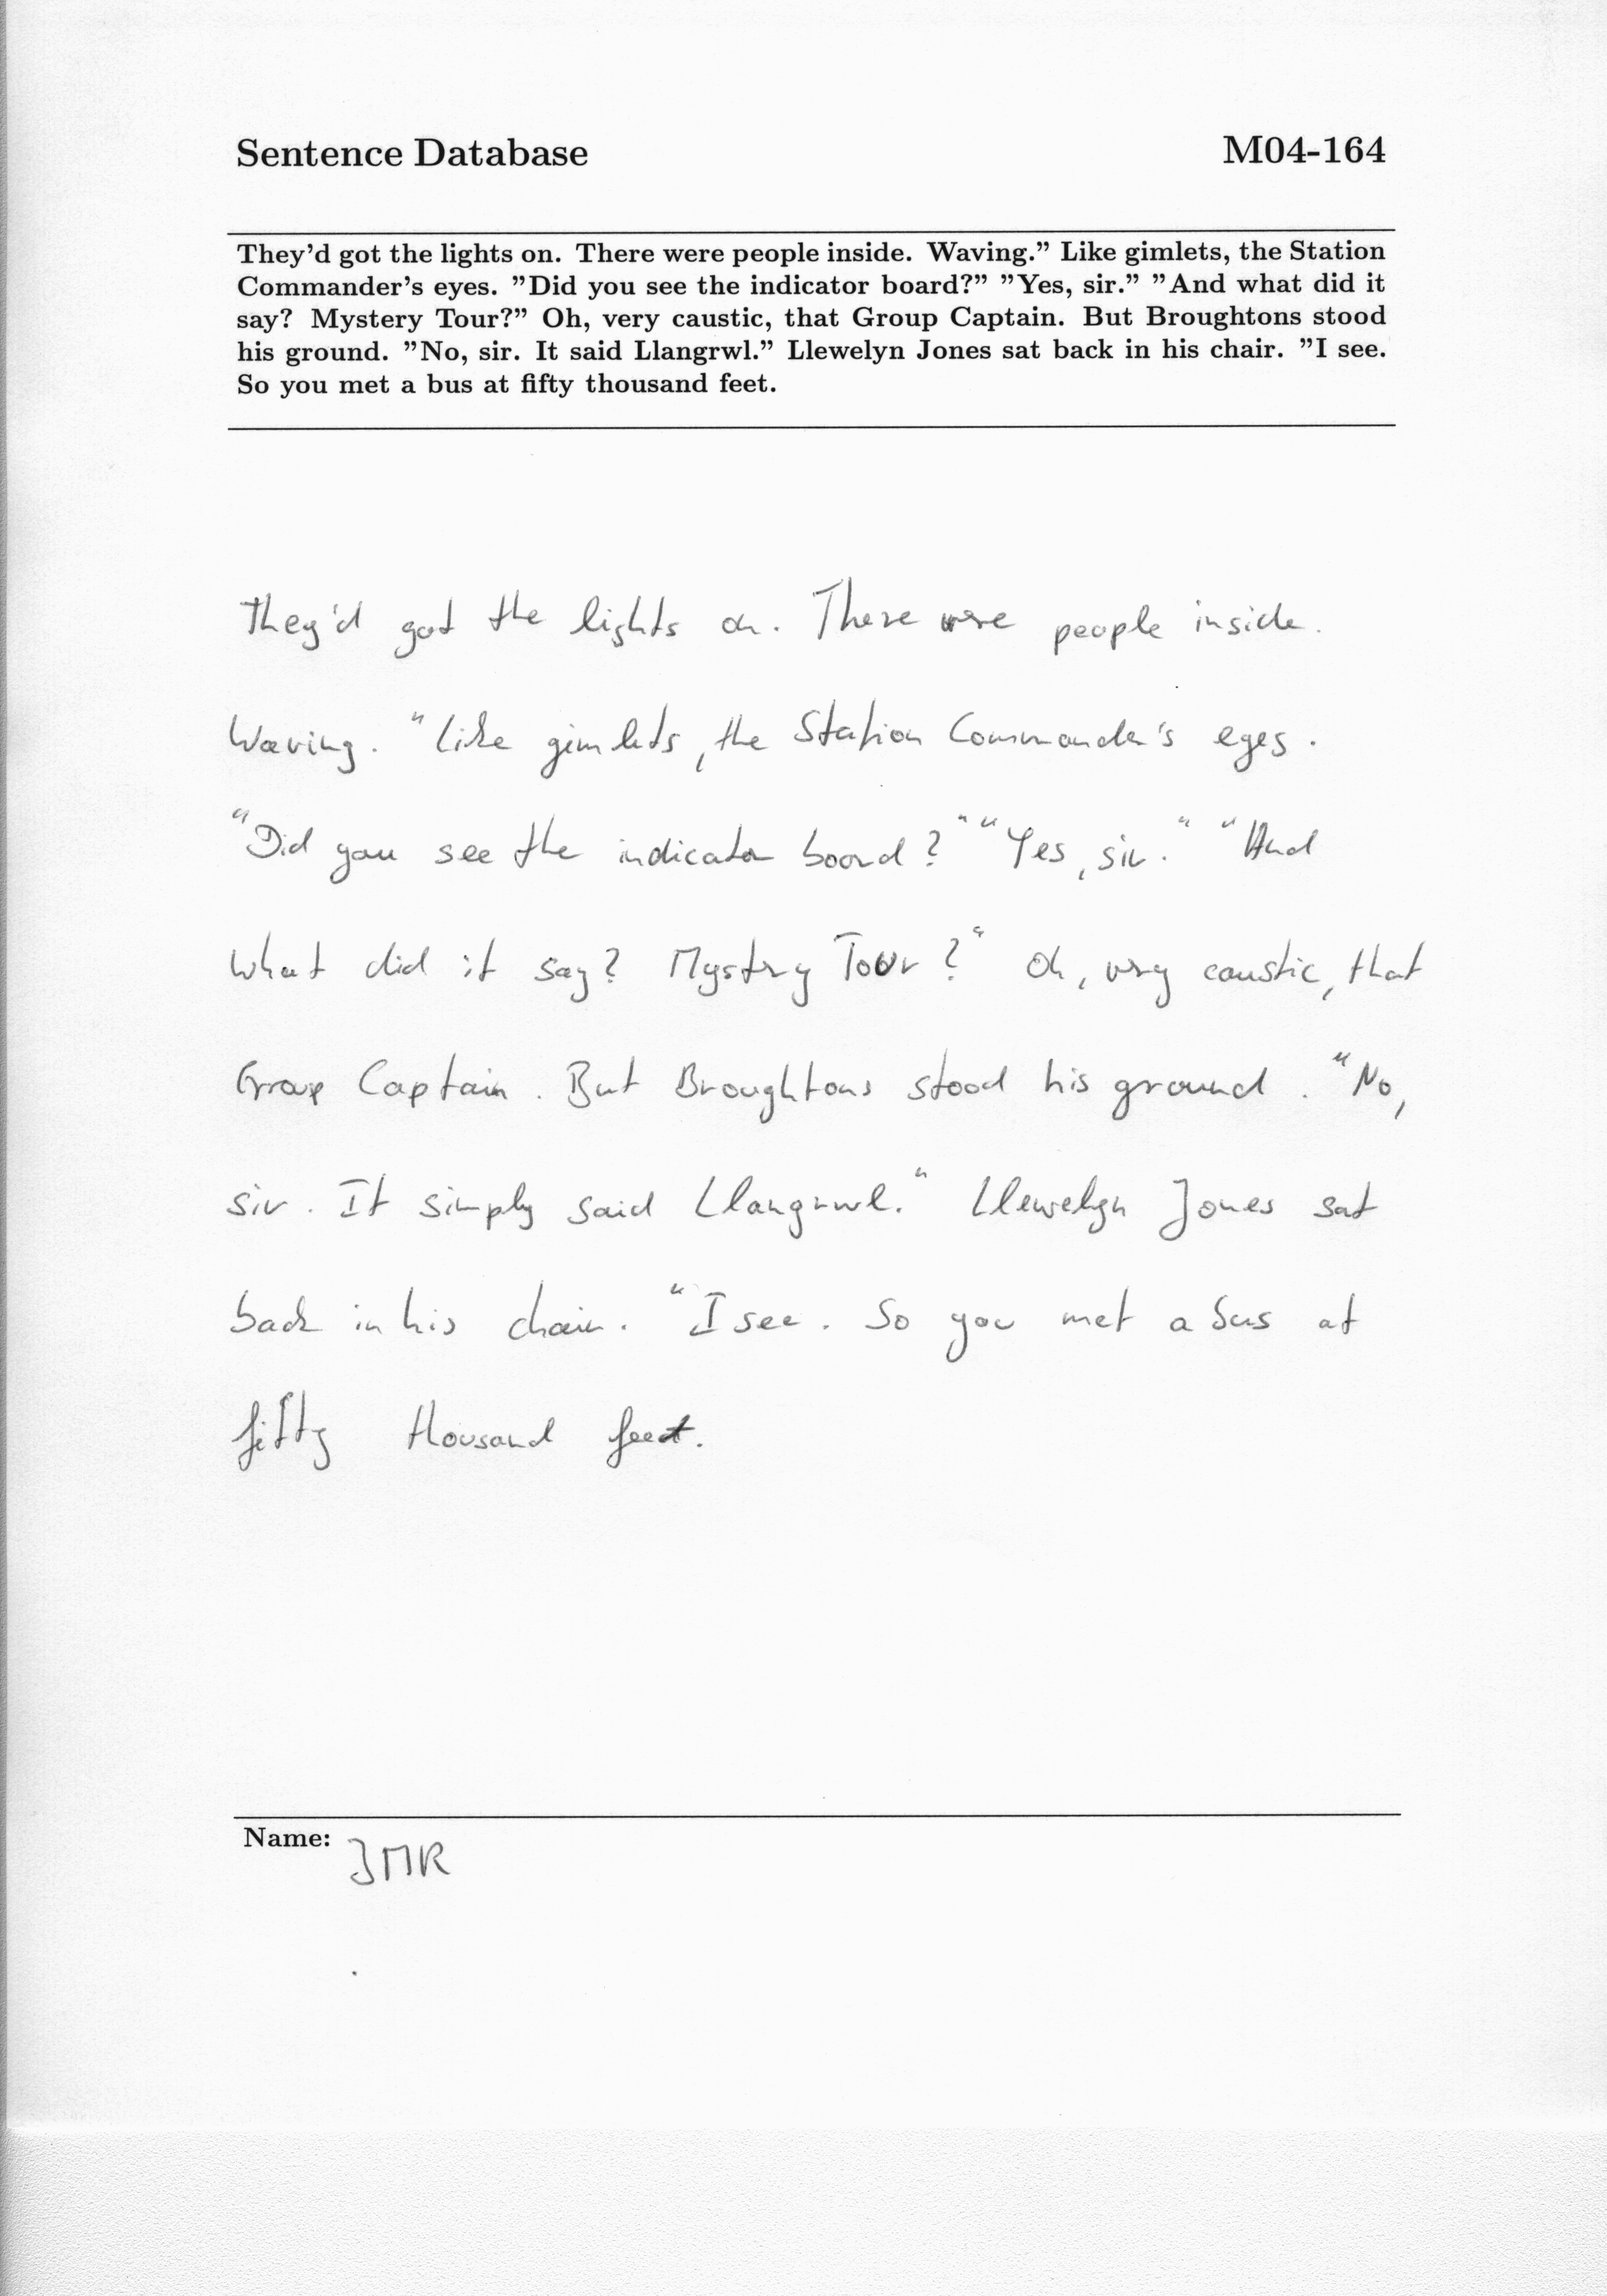 Sentence Database M04-164
They'd got the lights on. There were people inside. Waving." Like gimlets, the Station
Commander's eyes. "Did you see the indicator board?" "Yes, sir." "And what did it
say? Mystery Tour?" Oh, very caustic, that Group Captain. But Broughtons stood
his ground. "No, sir. It said Llangrwl." Llewelyn Jones sat back in his chair. "I see.
So you met a bus at fifty thousand feet.
They'd got the lights on. There were people inside.
Waving. "Like gimlets, the Station Commander's eyes.
"Did you see the indicator board?" "Yes, sir." "And
what did it say? Mystery Tour?" Oh, very caustic, that
Group Captain. But Broughtons stood his ground. "No,
sir. It simply said Llangrwl." Llewelyn Jones sat
back in his chair. "I see. So you met a bus at
fifty thousand feet.
Name: JMR